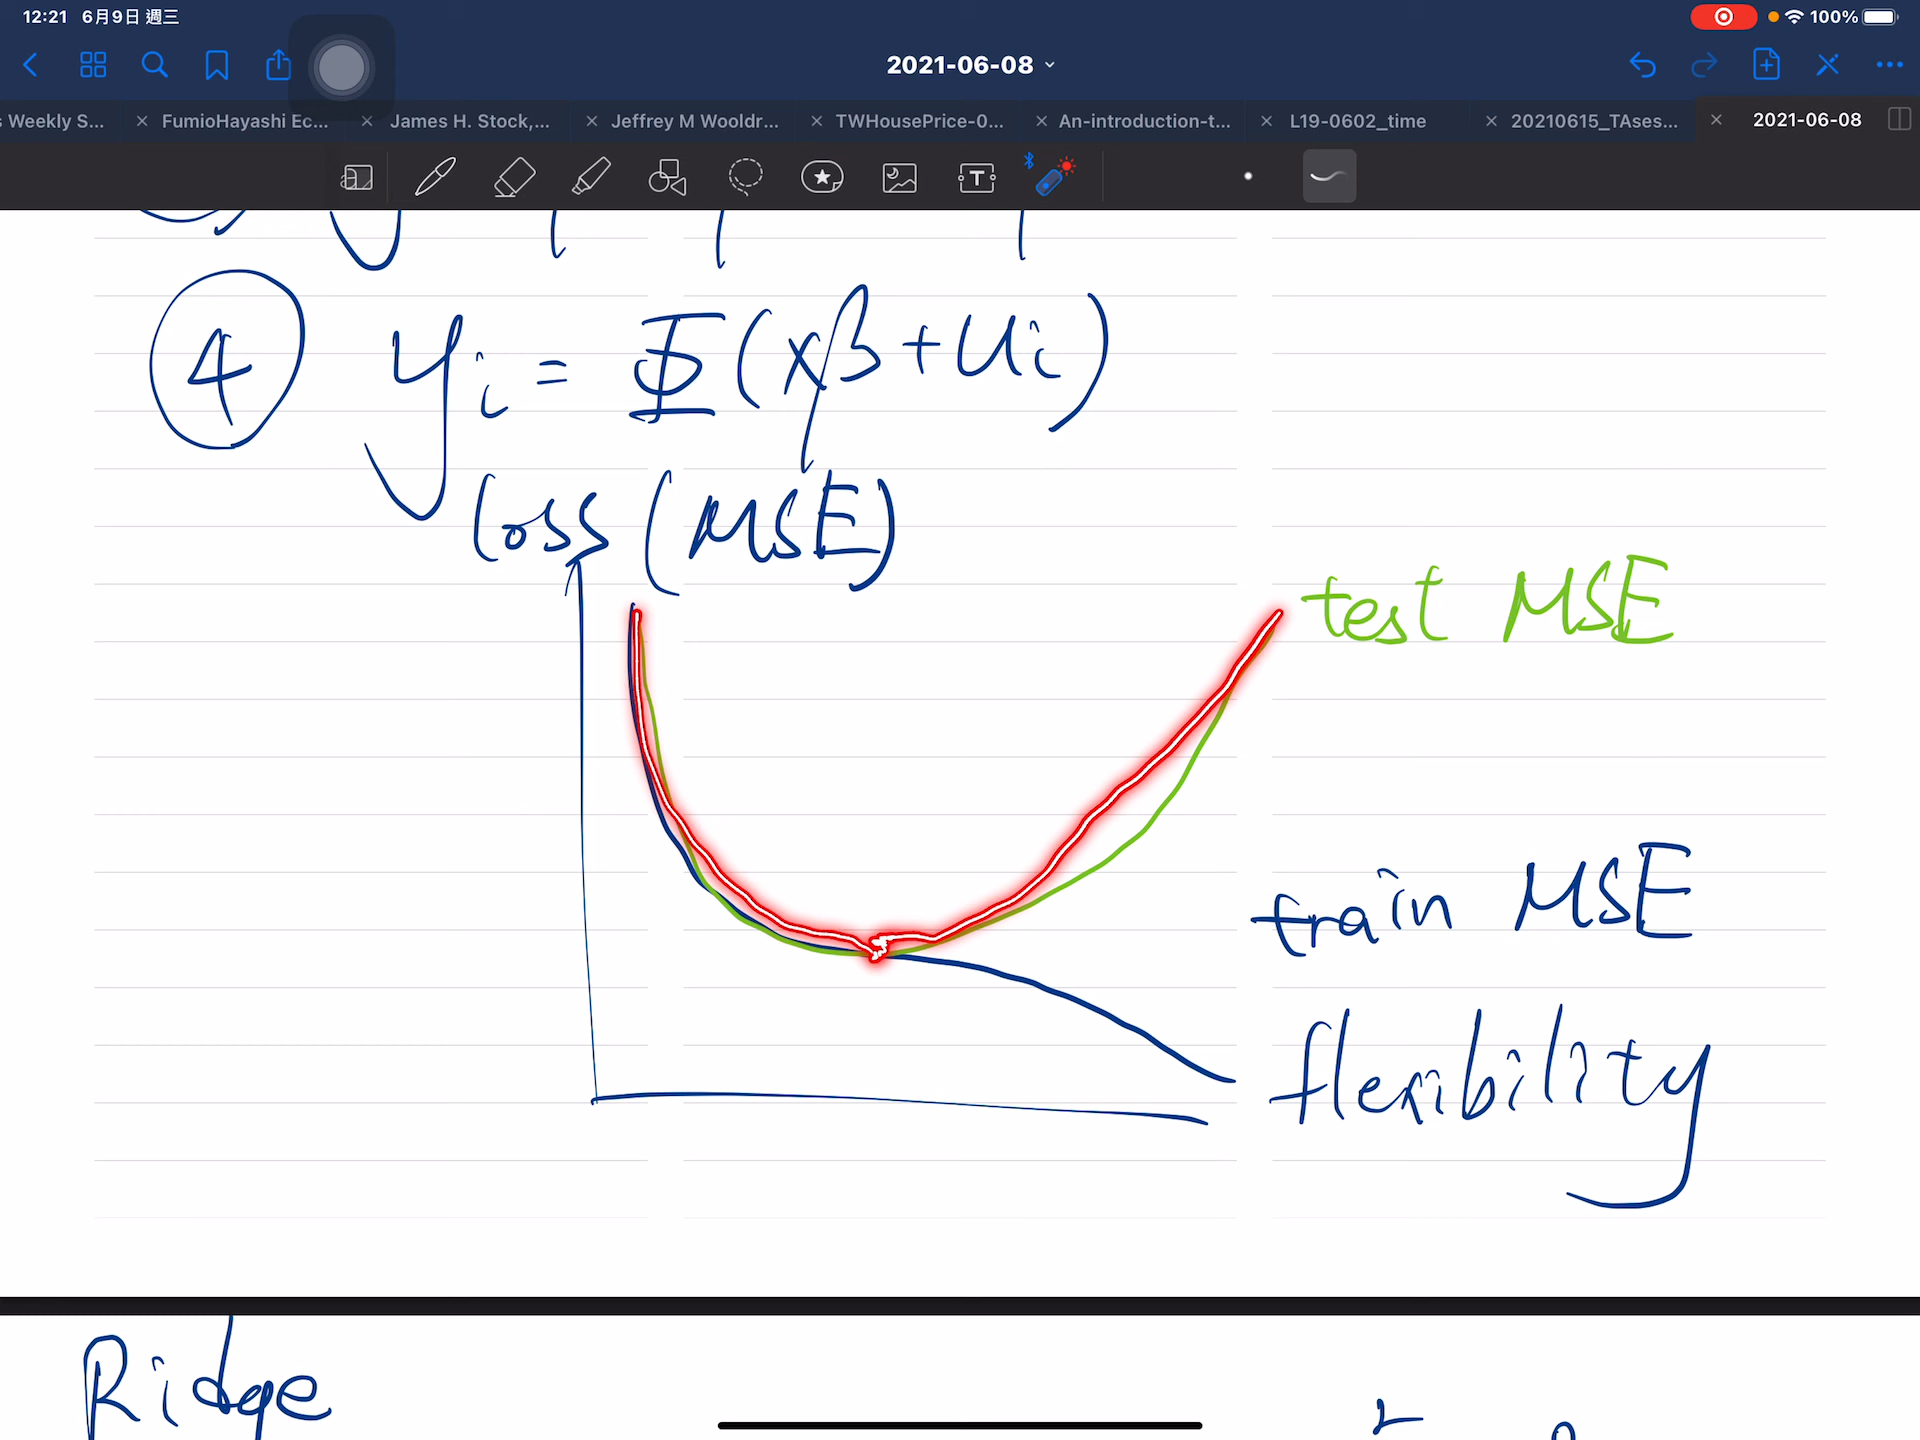 12:21 6月9日 週三 100%
2021-06-08
s Weekly S... × FumioHayashi Ec... × James H. Stock,... × Jeffrey M Wooldr... × TWHousePrice-0... × An-introduction-t... × L19-0602_time × 20210615_TAses... × 2021-06-08
④ yi = Φ(xβ+ui)
loss (MSE)
test MSE
train MSE
flexibility
Ridge